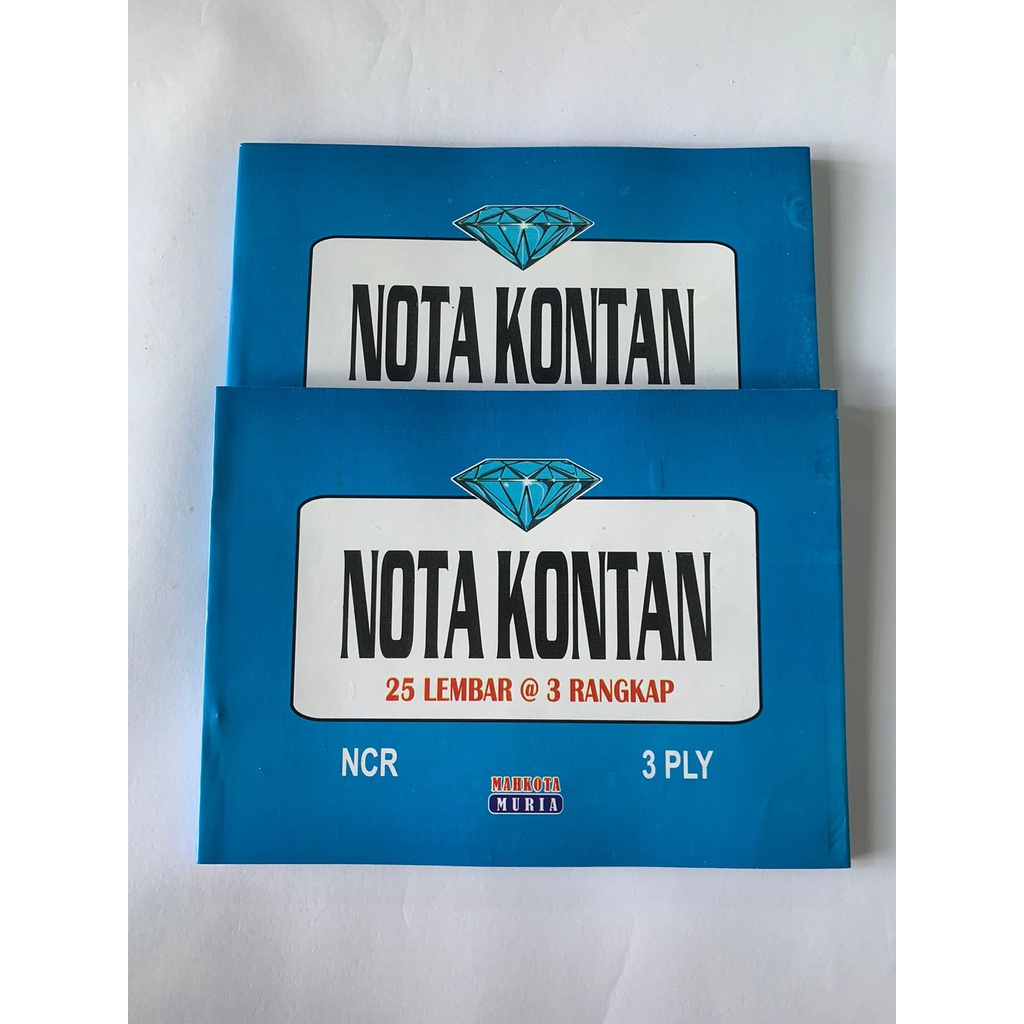 NOTA KONTAN
NOTA KONTAN
25 LEMBAR @ 3 RANGKAP
NCR 3 PLY
MAHKOTA
MURIA